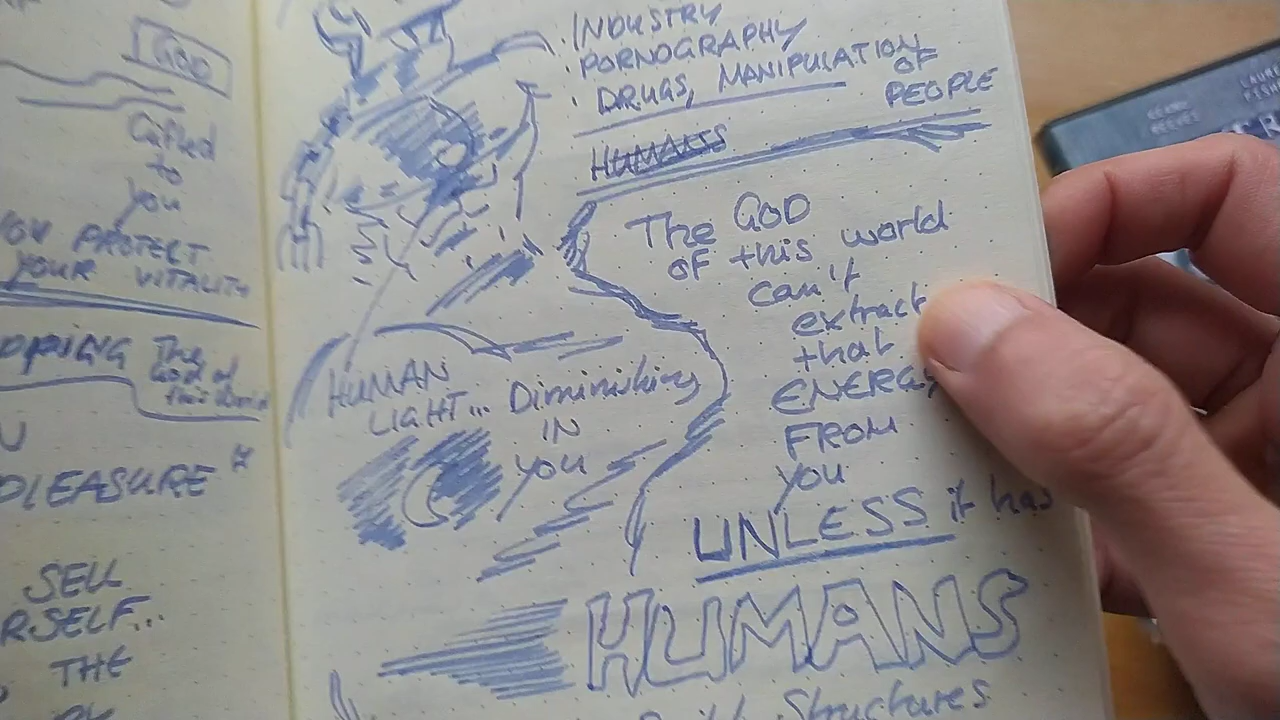 GOD
Gifted
to
you
YOU PROTECT
YOUR VITALITY
The
God of
this world
PLEASURE"
SELL
THE
INDUSTRY
PORNOGRAPHY
DRUGS, MANIPULATION
OF
PEOPLE
HUMANS
The GOD
OF this world
can't
extract
that
ENERGY
FROM
you
UNLESS it has
HUMAN
LIGHT... Diminishing
IN
you
HUMANS
Structures